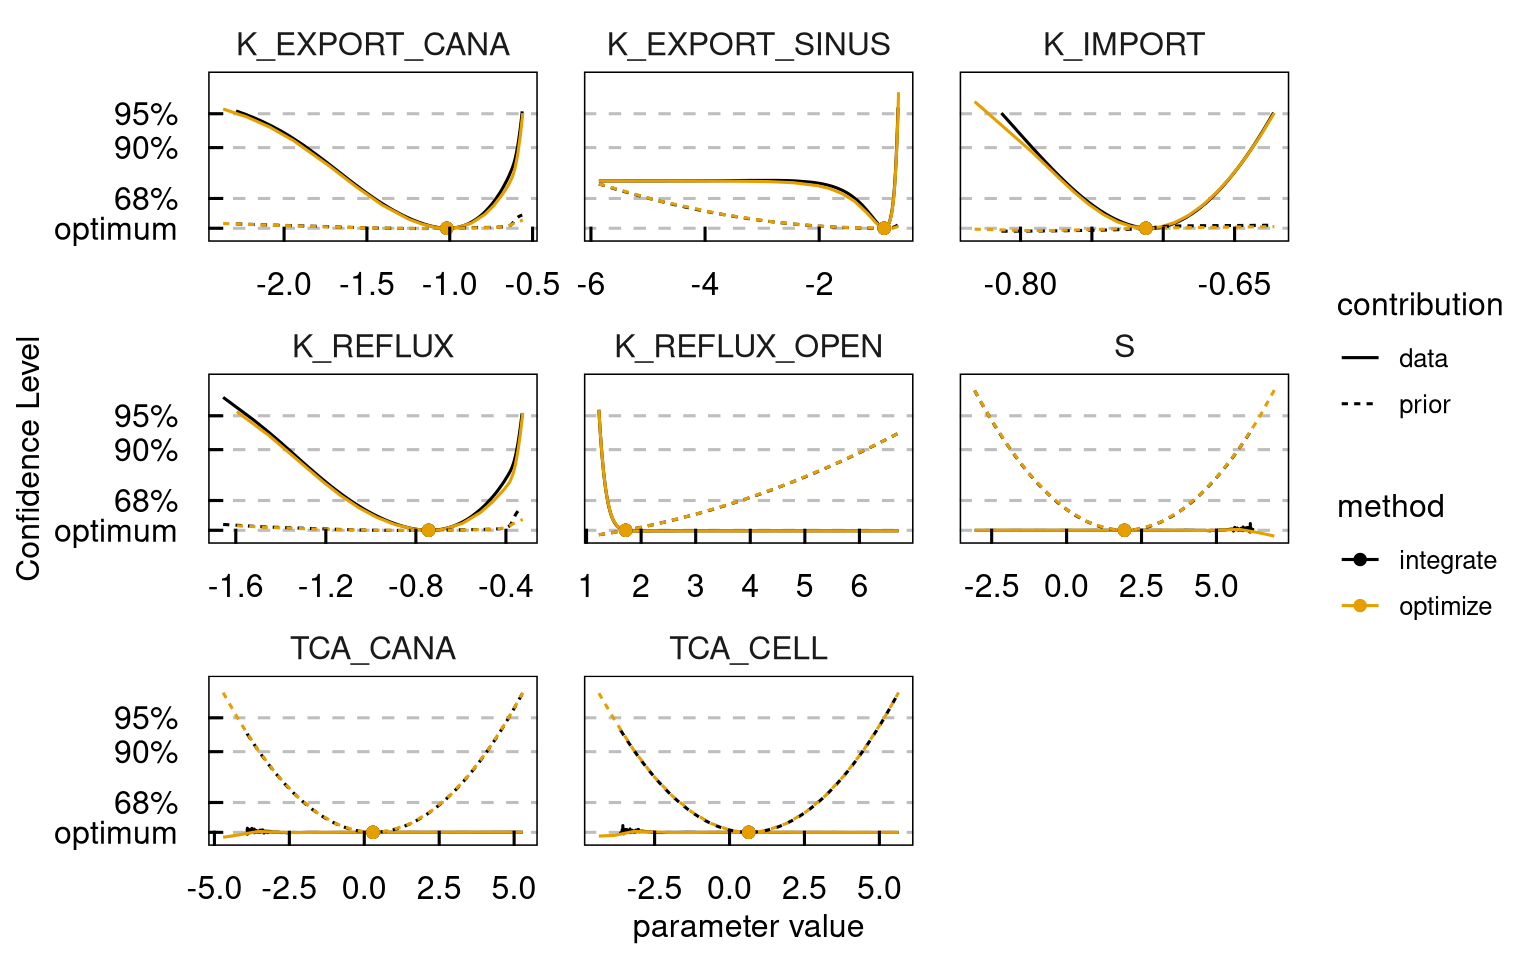 K_EXPORT_CANA
K_EXPORT_SINUS
K_IMPORT
95%
90%
68%
optimum
-2.0 -1.5 -1.0 -0.5
-6 -4 -2
-0.80 -0.65
K_REFLUX
K_REFLUX_OPEN
S
95%
90%
68%
optimum
-1.6 -1.2 -0.8 -0.4
1 2 3 4 5 6
-2.5 0.0 2.5 5.0
TCA_CANA
TCA_CELL
95%
90%
68%
optimum
-5.0 -2.5 0.0 2.5 5.0
-2.5 0.0 2.5 5.0
parameter value
Confidence Level
contribution
data
prior
method
integrate
optimize